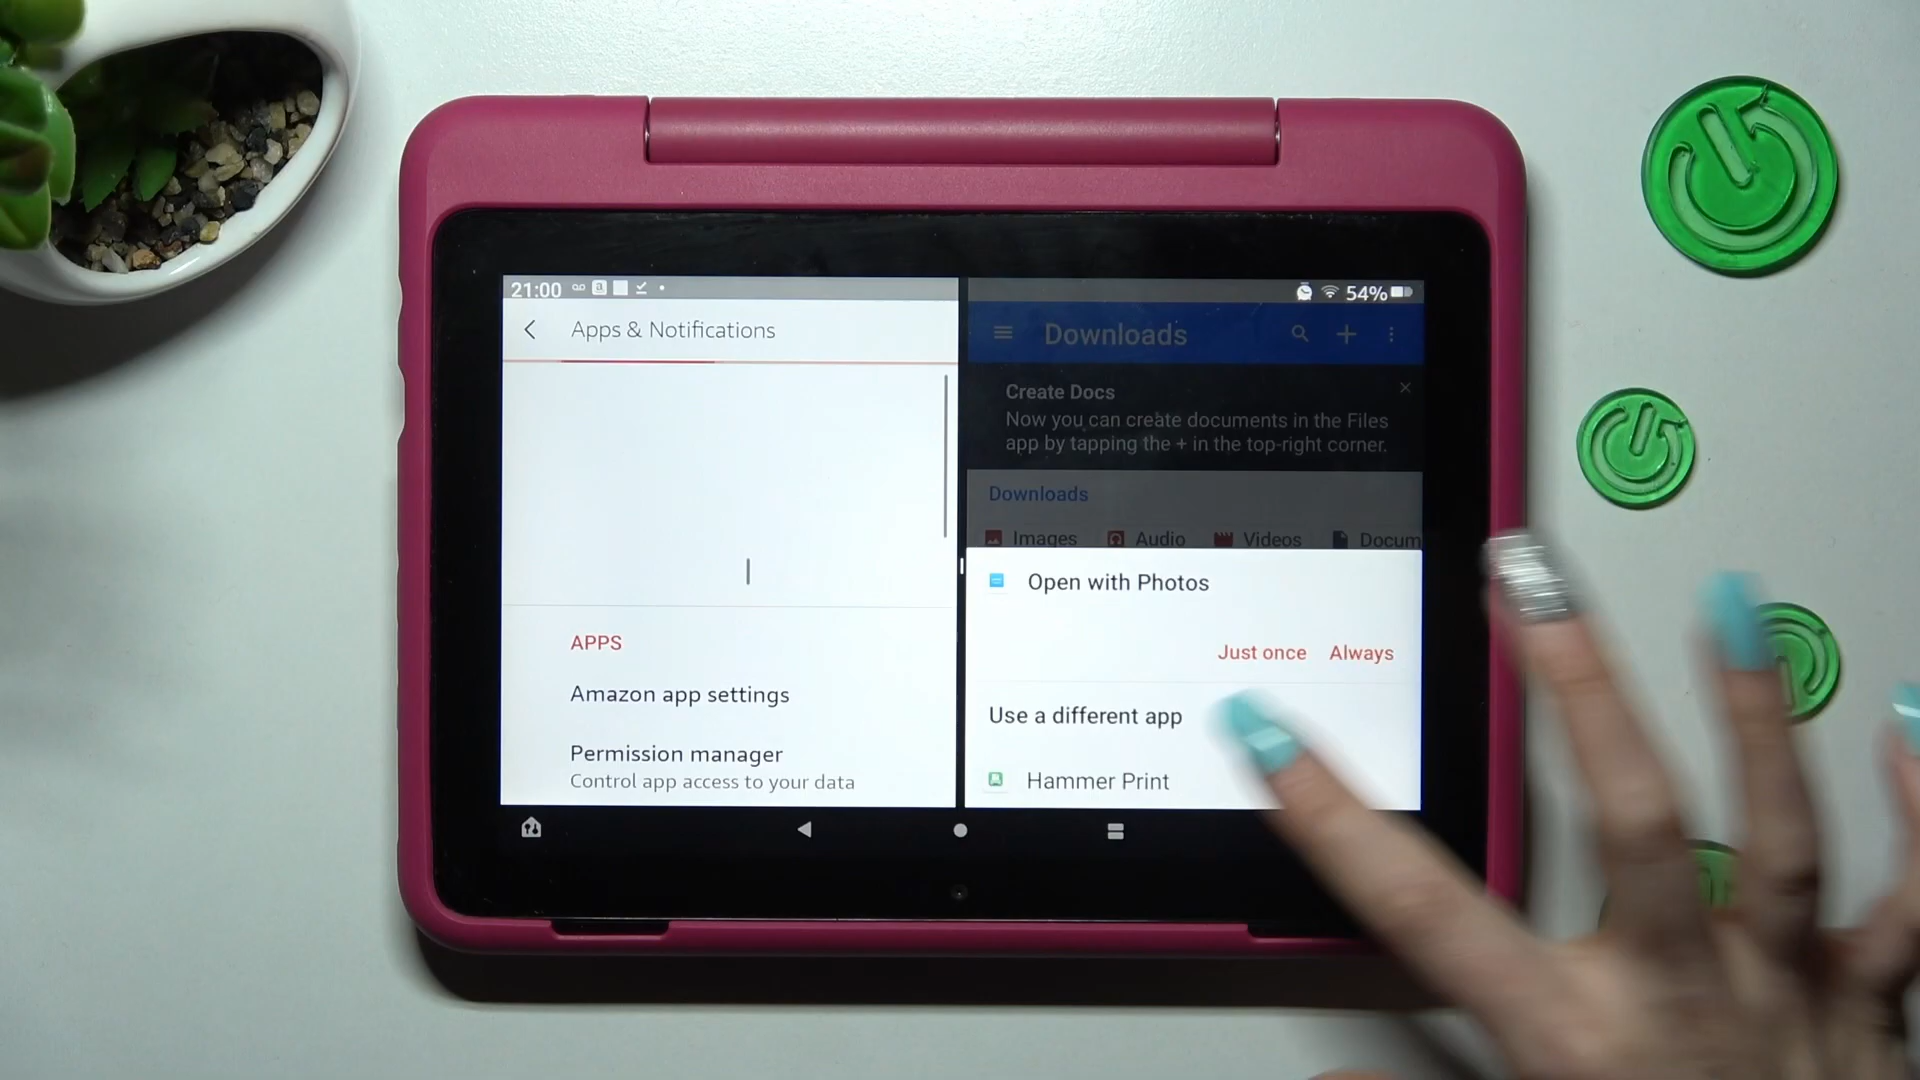 21:00
Apps & Notifications
APPS
Amazon app settings
Permission manager
Control app access to your data
54%
Downloads
Create Docs
Now you can create documents in the Files
app by tapping the + in the top-right corner.
Downloads
Images Audio Videos Docum
Open with Photos
Just once Always
Use a different app
Hammer Print